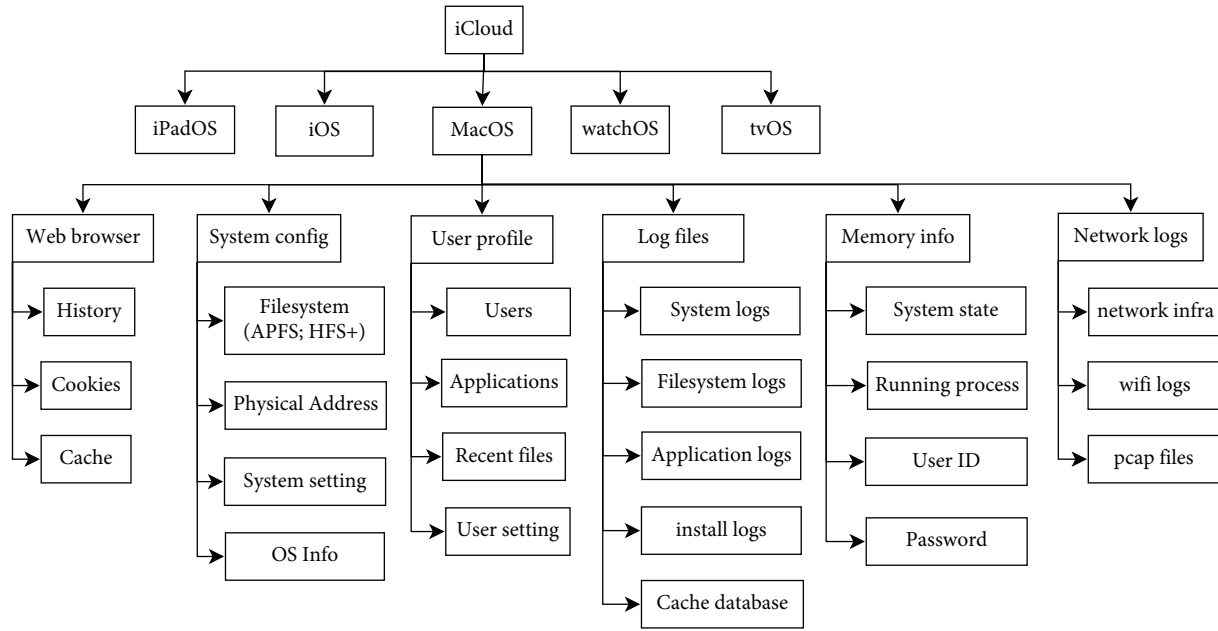 iCloud
iPadOS
iOS
MacOS
watchOS
tvOS
Web browser
System config
User profile
Log files
Memory info
Network logs
History
Cookies
Cache
Filesystem
(APFS; HFS+)
Physical Address
System setting
OS Info
Users
Applications
Recent files
User setting
System logs
Filesystem logs
Application logs
install logs
Cache database
System state
Running process
User ID
Password
network infra
wifi logs
pcap files